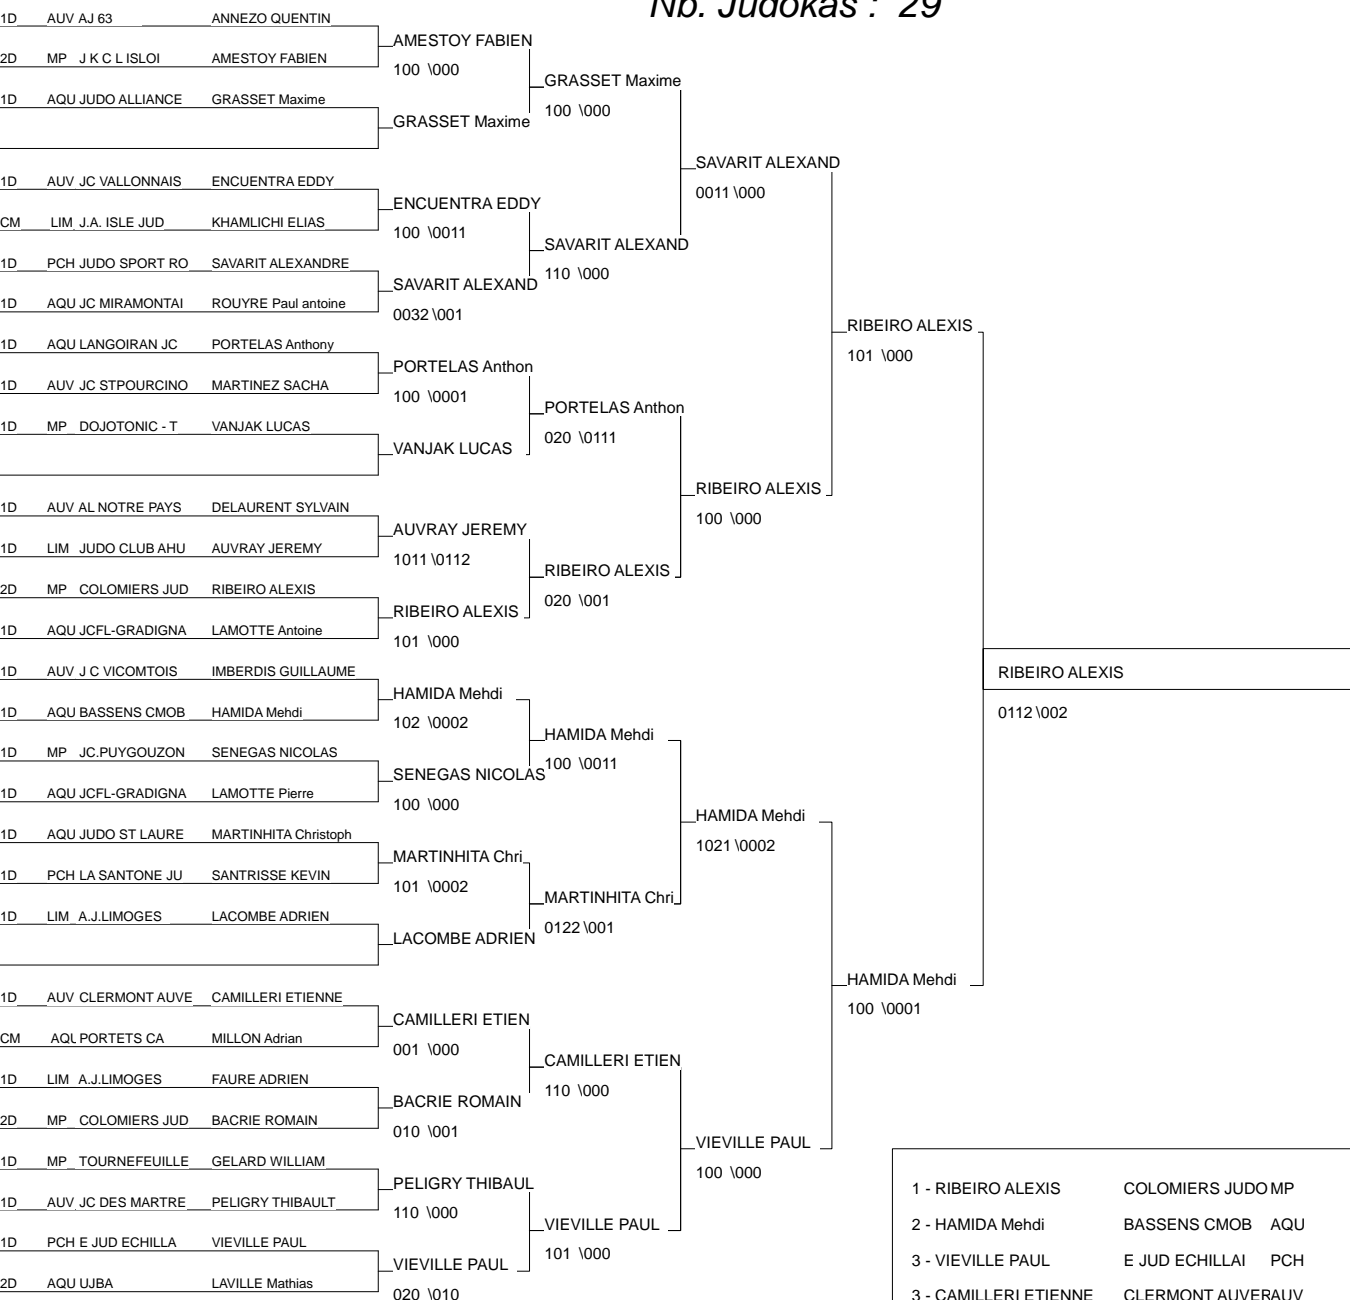 Nb. Judokas : 29
1D AUV AJ 63 ANNEZO QUENTIN
AMESTOY FABIEN
2D MP J K C L ISLOI AMESTOY FABIEN
100 \000
GRASSET Maxime
1D AQU JUDO ALLIANCE GRASSET Maxime
100 \000
GRASSET Maxime
SAVARIT ALEXAND
0011 \000
1D AUV JC VALLONNAIS ENCUENTRA EDDY
ENCUENTRA EDDY
CM LIM J.A. ISLE JUD KHAMLICHI ELIAS
100 \0011
SAVARIT ALEXAND
1D PCH JUDO SPORT RO SAVARIT ALEXANDRE
110 \000
SAVARIT ALEXAND
1D AQU JC MIRAMONTAI ROUYRE Paul antoine
0032 \001
RIBEIRO ALEXIS
101 \000
1D AQU LANGOIRAN JC PORTELAS Anthony
PORTELAS Anthon
1D AUV JC STPOURCINO MARTINEZ SACHA
100 \0001
PORTELAS Anthon
1D MP DOJOTONIC - T VANJAK LUCAS
020 \0111
VANJAK LUCAS
RIBEIRO ALEXIS
100 \000
1D AUV AL NOTRE PAYS DELAURENT SYLVAIN
AUVRAY JEREMY
1D LIM JUDO CLUB AHU AUVRAY JEREMY
1011 \0112
RIBEIRO ALEXIS
2D MP COLOMIERS JUD RIBEIRO ALEXIS
020 \001
RIBEIRO ALEXIS
1D AQU JCFL-GRADIGNA LAMOTTE Antoine
101 \000
RIBEIRO ALEXIS
0112 \002
1D AUV J C VICOMTOIS IMBERDIS GUILLAUME
HAMIDA Mehdi
1D AQU BASSENS CMOB HAMIDA Mehdi
102 \0002
HAMIDA Mehdi
1D MP JC.PUYGOUZON SENEGAS NICOLAS
100 \0011
SENEGAS NICOLAS
1D AQU JCFL-GRADIGNA LAMOTTE Pierre
100 \000
HAMIDA Mehdi
1021 \0002
1D AQU JUDO ST LAURE MARTINHITA Christoph
MARTINHITA Chri
1D PCH LA SANTONE JU SANTRISSE KEVIN
101 \0002
MARTINHITA Chri
1D LIM A.J.LIMOGES LACOMBE ADRIEN
0122 \001
LACOMBE ADRIEN
HAMIDA Mehdi
100 \0001
1D AUV CLERMONT AUVE CAMILLERI ETIENNE
CAMILLERI ETIEN
CM AQU PORTETS CA MILLON Adrian
001 \000
CAMILLERI ETIEN
1D LIM A.J.LIMOGES FAURE ADRIEN
110 \000
BACRIE ROMAIN
2D MP COLOMIERS JUD BACRIE ROMAIN
010 \001
VIEVILLE PAUL
100 \000
1D MP TOURNEFEUILLE GELARD WILLIAM
PELIGRY THIBAUL
1D AUV JC DES MARTRE PELIGRY THIBAULT
110 \000
VIEVILLE PAUL
1D PCH E JUD ECHILLA VIEVILLE PAUL
101 \000
VIEVILLE PAUL
2D AQU UJBA LAVILLE Mathias
020 \010
1 - RIBEIRO ALEXIS COLOMIERS JUDO MP
2 - HAMIDA Mehdi BASSENS CMOB AQU
3 - VIEVILLE PAUL E JUD ECHILLAI PCH
3 - CAMILLERI ETIENNE CLERMONT AUVERAUV